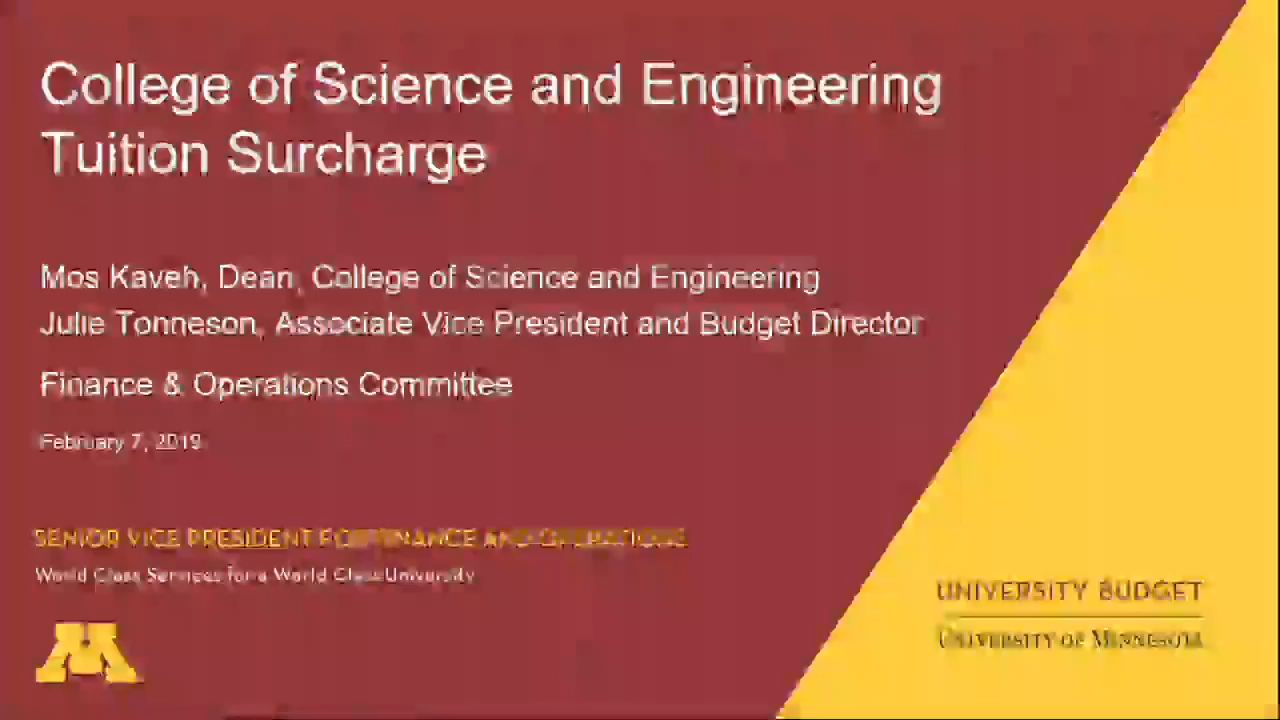 College of Science and Engineering
Tuition Surcharge
Mos Kaveh, Dean, College of Science and Engineering
Julie Tonneson, Associate Vice President and Budget Director
Finance & Operations Committee
February 7, 2019
SENIOR VICE PRESIDENT FOR FINANCE AND OPERATIONS
World Class Services for a World Class University
M
UNIVERSITY BUDGET
UNIVERSITY OF MINNESOTA